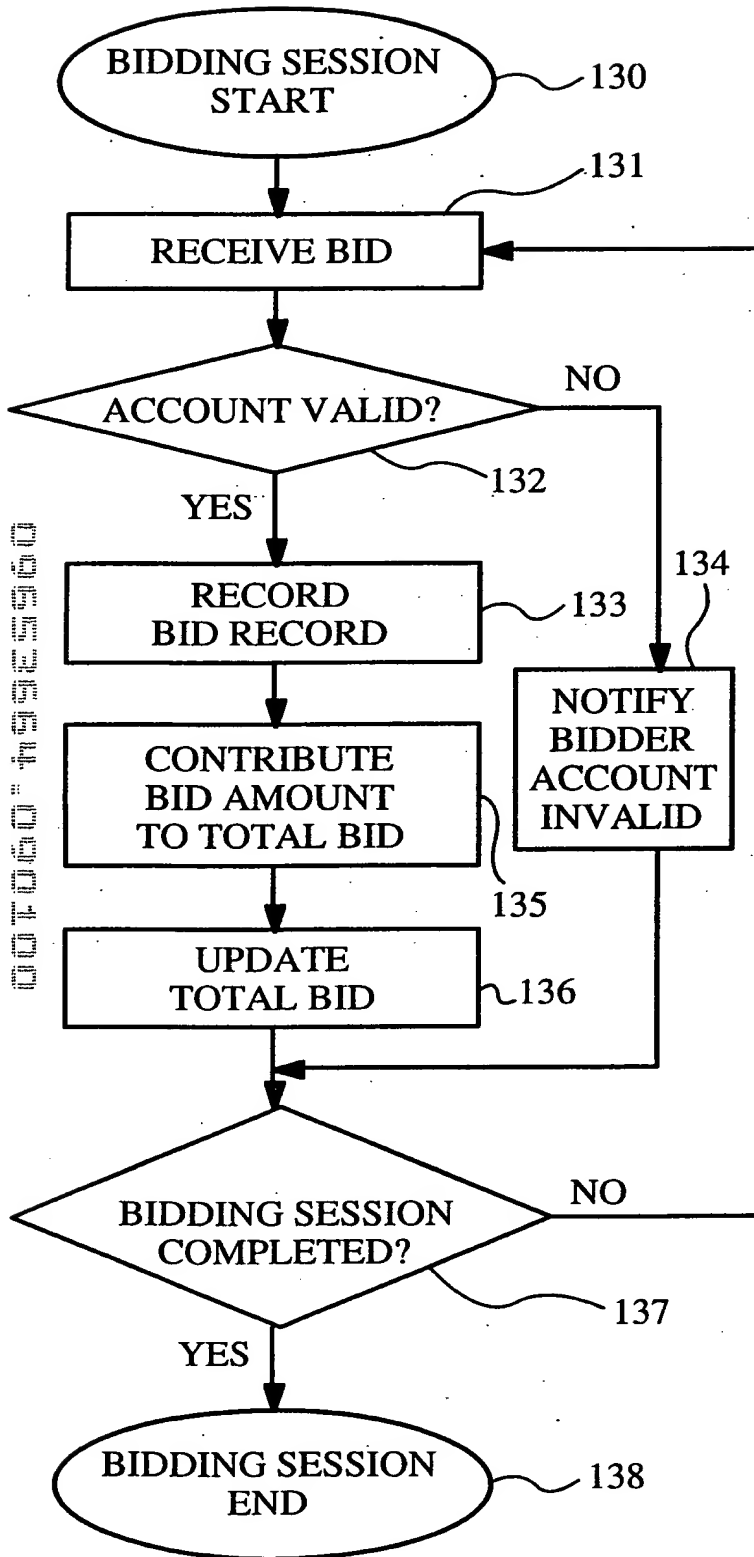 BIDDING SESSION
START
130
131
RECEIVE BID
ACCOUNT VALID?
NO
132
YES
RECORD
BID RECORD
133
134
NOTIFY
BIDDER
ACCOUNT
INVALID
CONTRIBUTE
BID AMOUNT
TO TOTAL BID
135
UPDATE
TOTAL BID
136
BIDDING SESSION
COMPLETED?
NO
137
YES
BIDDING SESSION
END
138